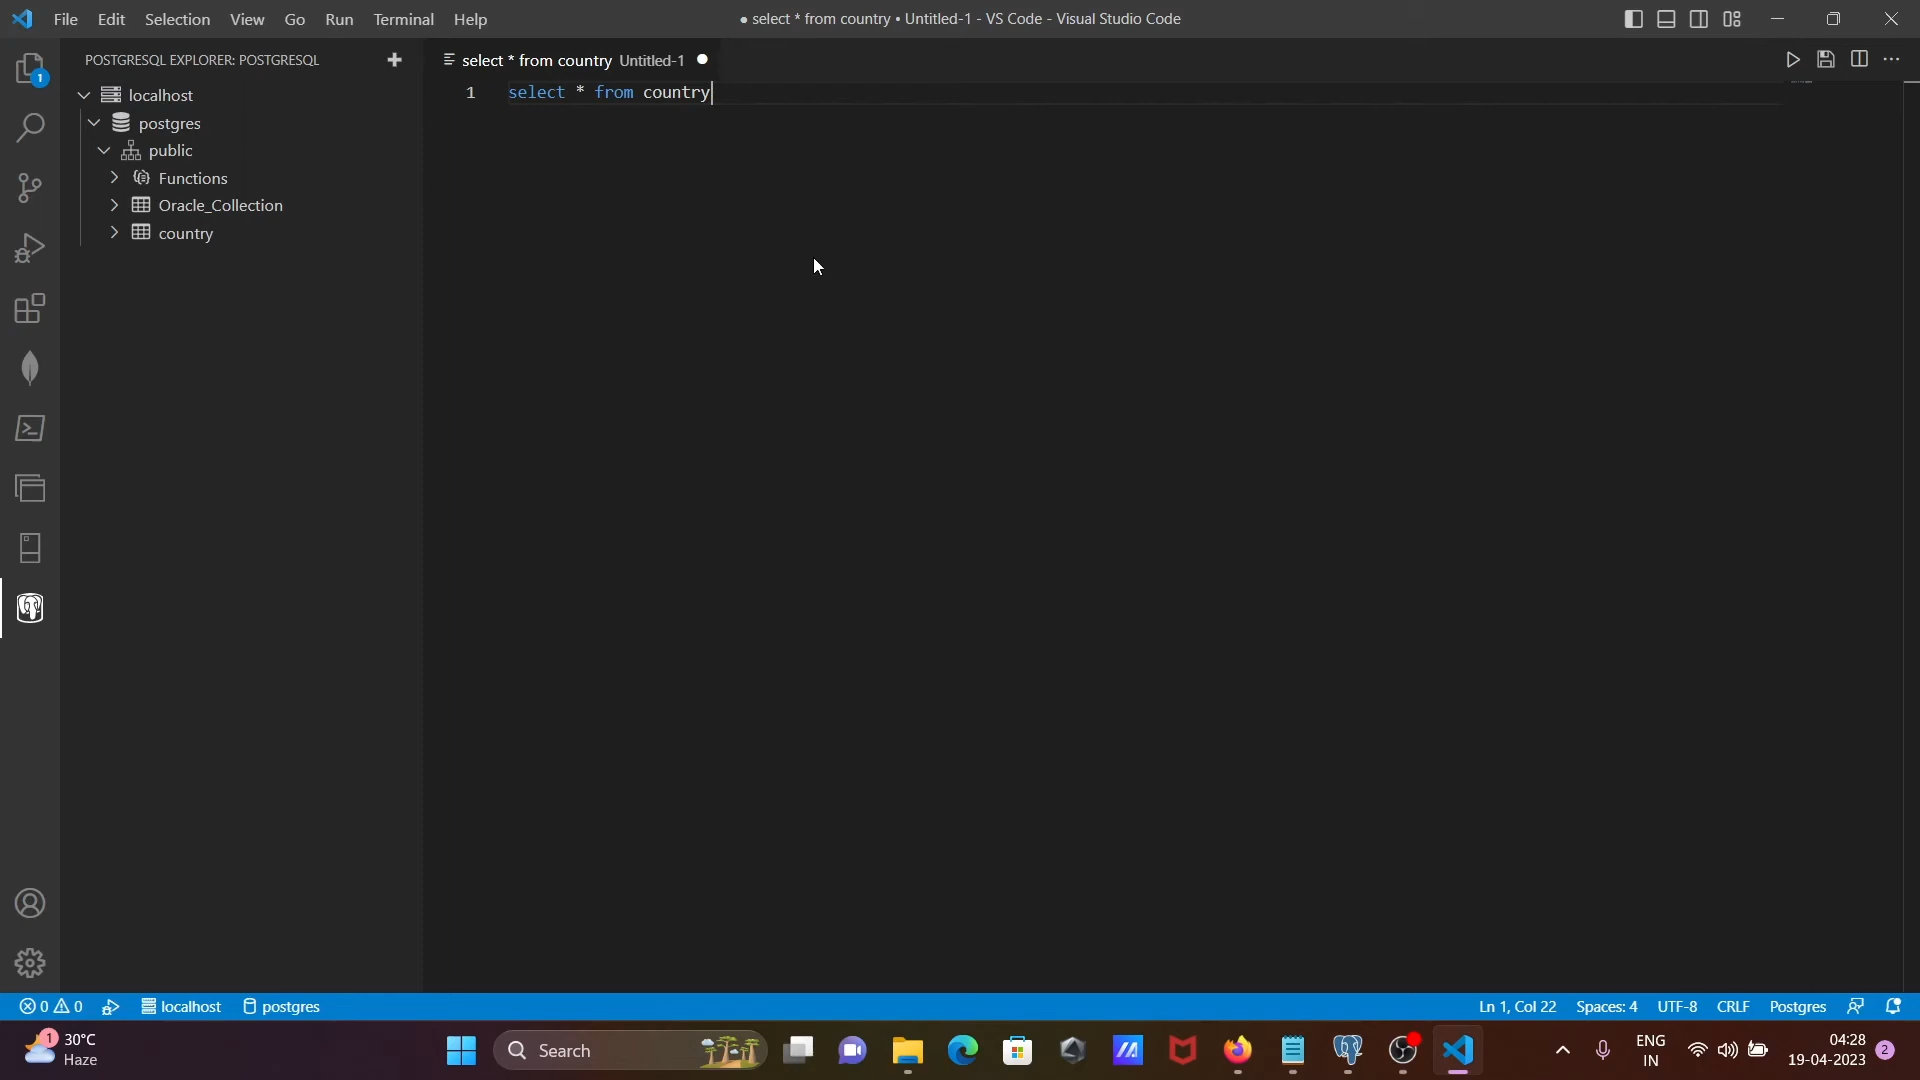 File Edit Selection View Go Run Terminal Help
● select * from country • Untitled-1 - VS Code - Visual Studio Code
POSTGRESQL EXPLORER: POSTGRESQL
select * from country Untitled-1
1
localhost
1 select * from country
postgres
public
Functions
Oracle_Collection
country
0 0 localhost postgres
Ln 1, Col 22 Spaces: 4 UTF-8 CRLF Postgres
1 30°C
Haze
Search
ENG
IN
04:28
19-04-2023 2